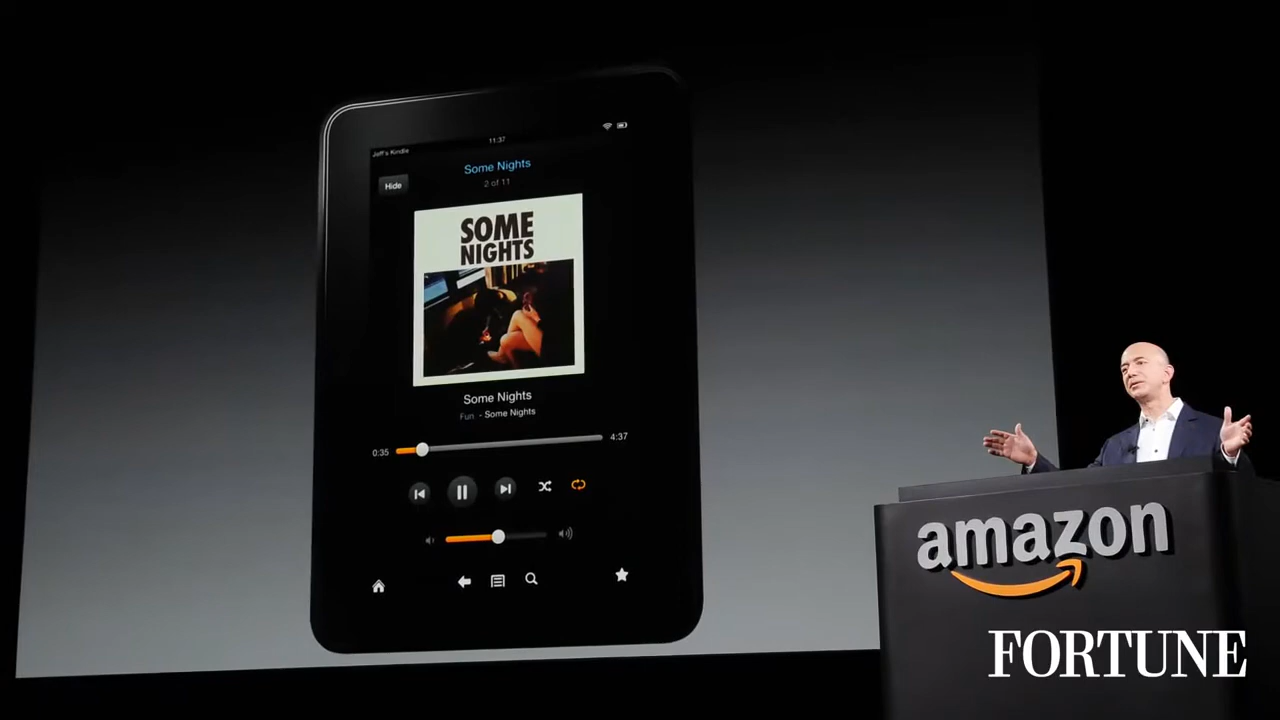 11:37
Jeff's Kindle
Some Nights
Hide
2 of 11
SOME
NIGHTS
Some Nights
Fun - Some Nights
0:35
4:37
amazon
FORTUNE